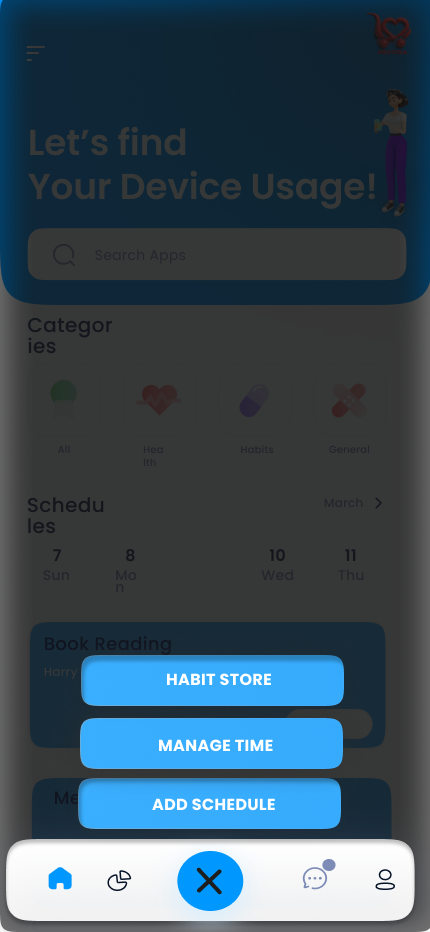 Let’s find
Your Device Usage!
Search Apps
Categor
ies
All
Hea
lth
Habits
General
Schedu
les
March
7
Sun
8
Mo
n
10
Wed
11
Thu
Book Reading
Harry
HABIT STORE
MANAGE TIME
Me
ADD SCHEDULE